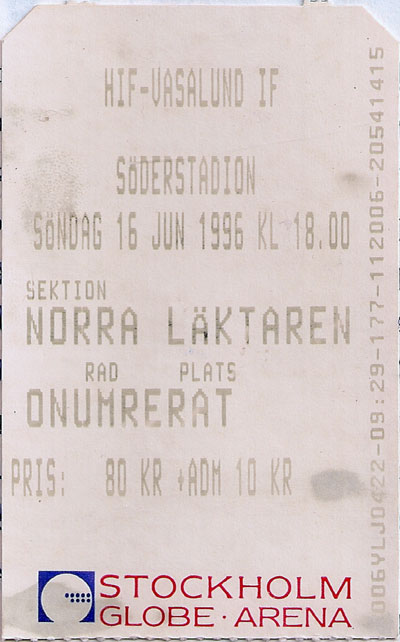 HIF-VASALUND IF
SÖDERSTADION
SÖNDAG 16 JUN 1996 KL 18.00
SEKTION
NORRA LÄKTAREN
RAD PLATS
ONUMRERAT
PRIS: 80 KR +ADM 10 KR
STOCKHOLM
GLOBE · ARENA
006YLJ0422-09:29-177-112006-20541415